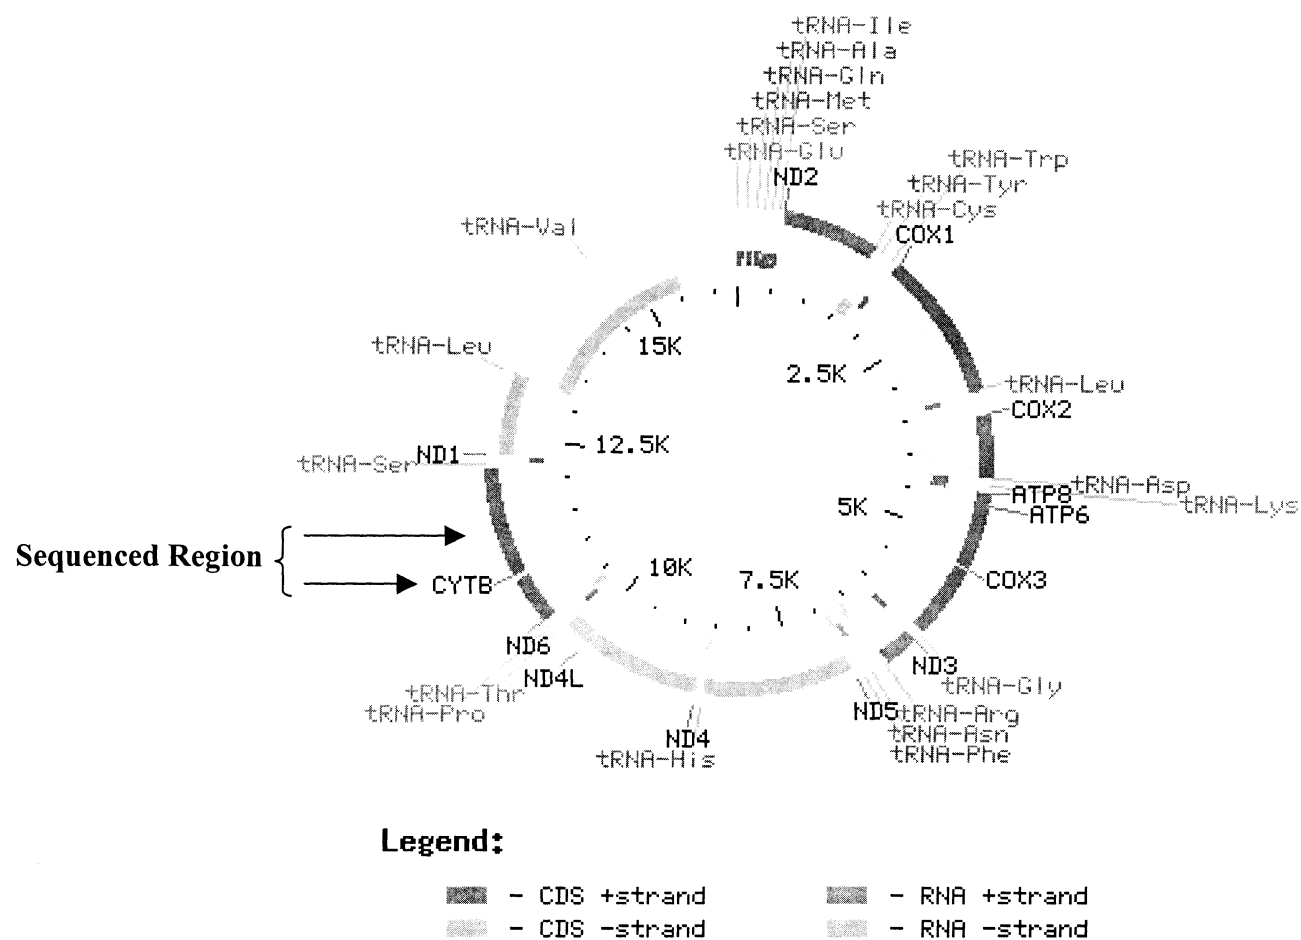 tRNA-Ile
tRNA-Ala
tRNA-Gln
tRNA-Met
tRNA-Ser
tRNA-Glu
ND2
tRNA-Trp
tRNA-Tyr
tRNA-Cys
COX1
tRNA-Val
15K
2.5K
tRNA-Leu
tRNA-Leu
COX2
12.5K
ND1
tRNA-Ser
tRNA-Asp
ATP8
tRNA-Lys
5K
ATP6
Sequenced Region
CYTB
10K
7.5K
COX3
ND6
ND4L
ND3
tRNA-Gly
tRNA-Thr
tRNA-Pro
ND5
tRNA-Arg
tRNA-Asn
tRNA-Phe
ND4
tRNA-His
Legend:
- CDS +strand
- RNA +strand
- CDS -strand
- RNA -strand